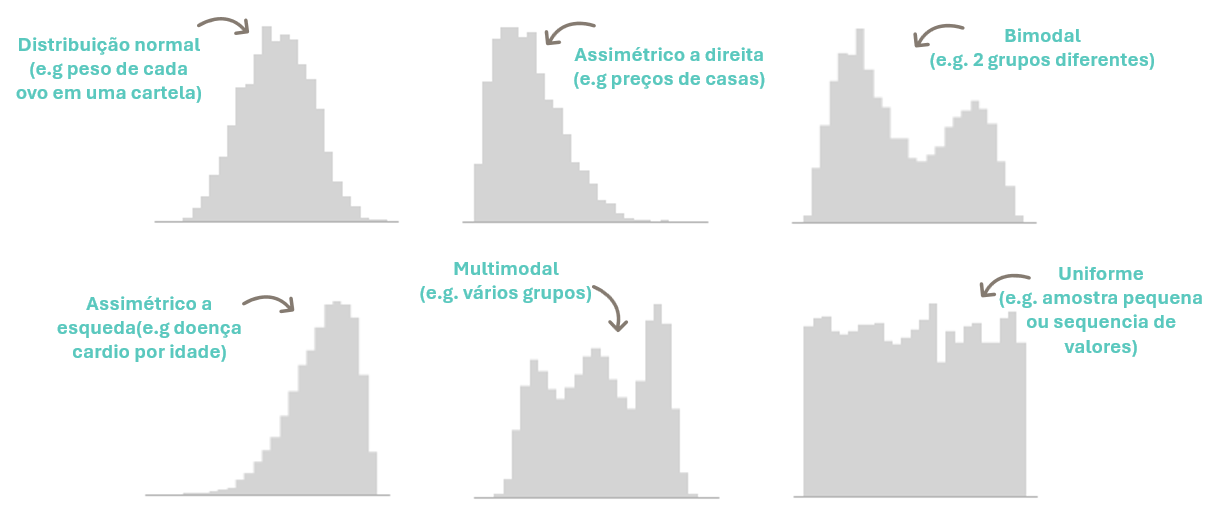 Distribuição normal
(e.g peso de cada
ovo em uma cartela)
Assimétrico a direita
(e.g preços de casas)
Bimodal
(e.g. 2 grupos diferentes)
Assimétrico a
esqueda(e.g doença
cardio por idade)
Multimodal
(e.g. vários grupos)
Uniforme
(e.g. amostra pequena
ou sequencia de
valores)